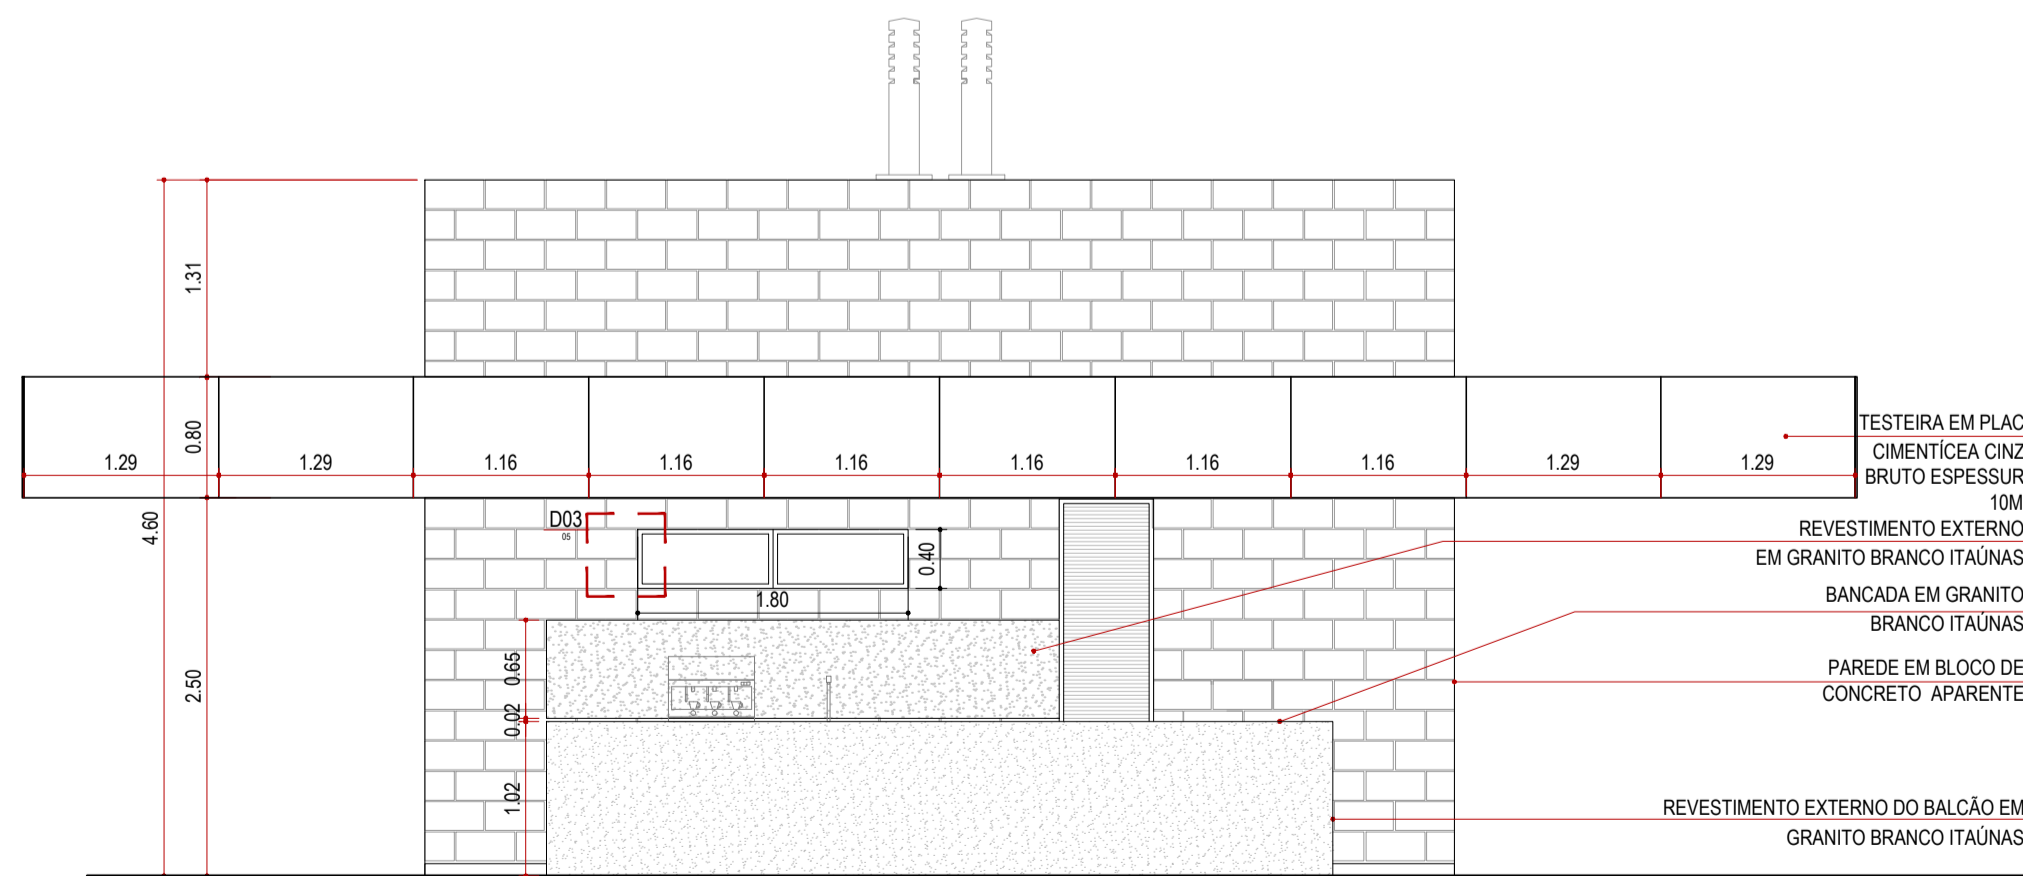 1.31
0.80
4.60
2.50
1.29
1.29
1.16
1.16
1.16
1.16
1.16
1.16
1.29
1.29
D03
05
0.40
1.80
0.65
0.02
1.02
TESTEIRA EM PLAC
CIMENTÍCEA CINZ
BRUTO ESPESSUR
10M
REVESTIMENTO EXTERNO
EM GRANITO BRANCO ITAÚNAS
BANCADA EM GRANITO
BRANCO ITAÚNAS
PAREDE EM BLOCO DE
CONCRETO APARENTE
REVESTIMENTO EXTERNO DO BALCÃO EM
GRANITO BRANCO ITAÚNAS